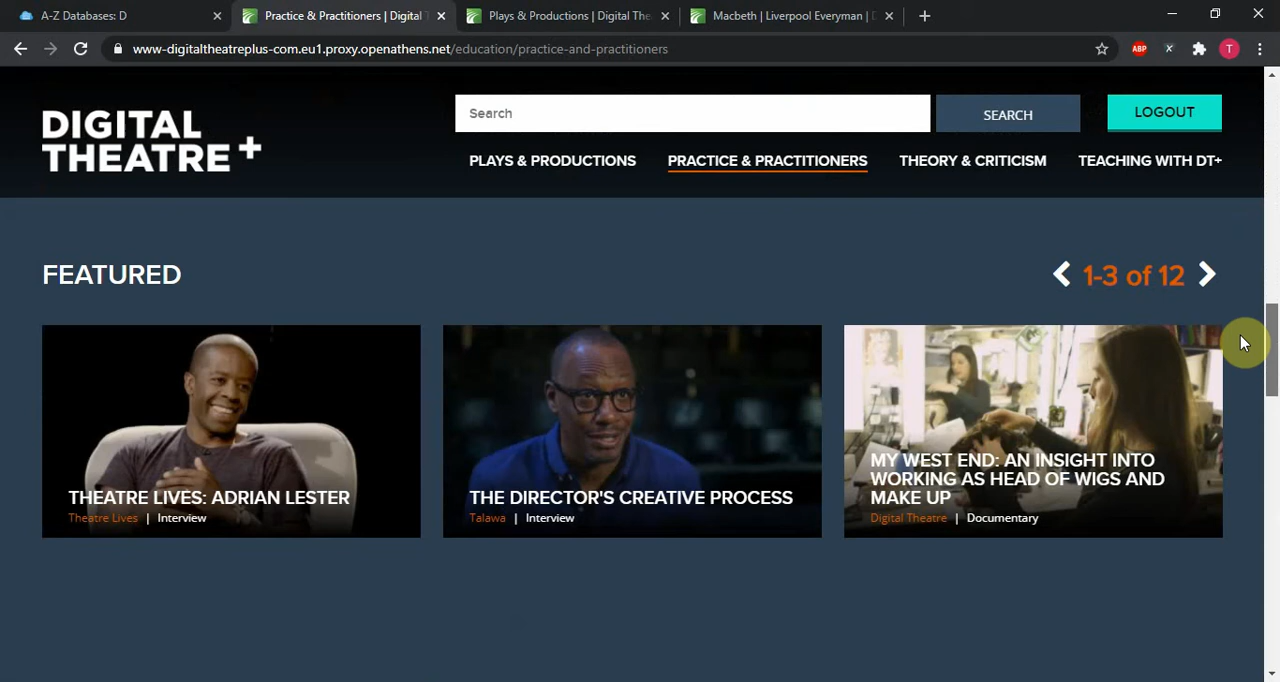 A-Z Databases: D
Practice & Practitioners | Digital
Plays & Productions | Digital The
Macbeth | Liverpool Everyman | D
www-digitaltheatreplus-com.eu1.proxy.openathens.net/education/practice-and-practitioners
ABP
T
DIGITAL
THEATRE +
Search
SEARCH
LOGOUT
PLAYS & PRODUCTIONS
PRACTICE & PRACTITIONERS
THEORY & CRITICISM
TEACHING WITH DT+
FEATURED
1-3 of 12
THEATRE LIVES: ADRIAN LESTER
Theatre Lives | Interview
THE DIRECTOR'S CREATIVE PROCESS
Talawa | Interview
MY WEST END: AN INSIGHT INTO
WORKING AS HEAD OF WIGS AND
MAKE UP
Digital Theatre | Documentary